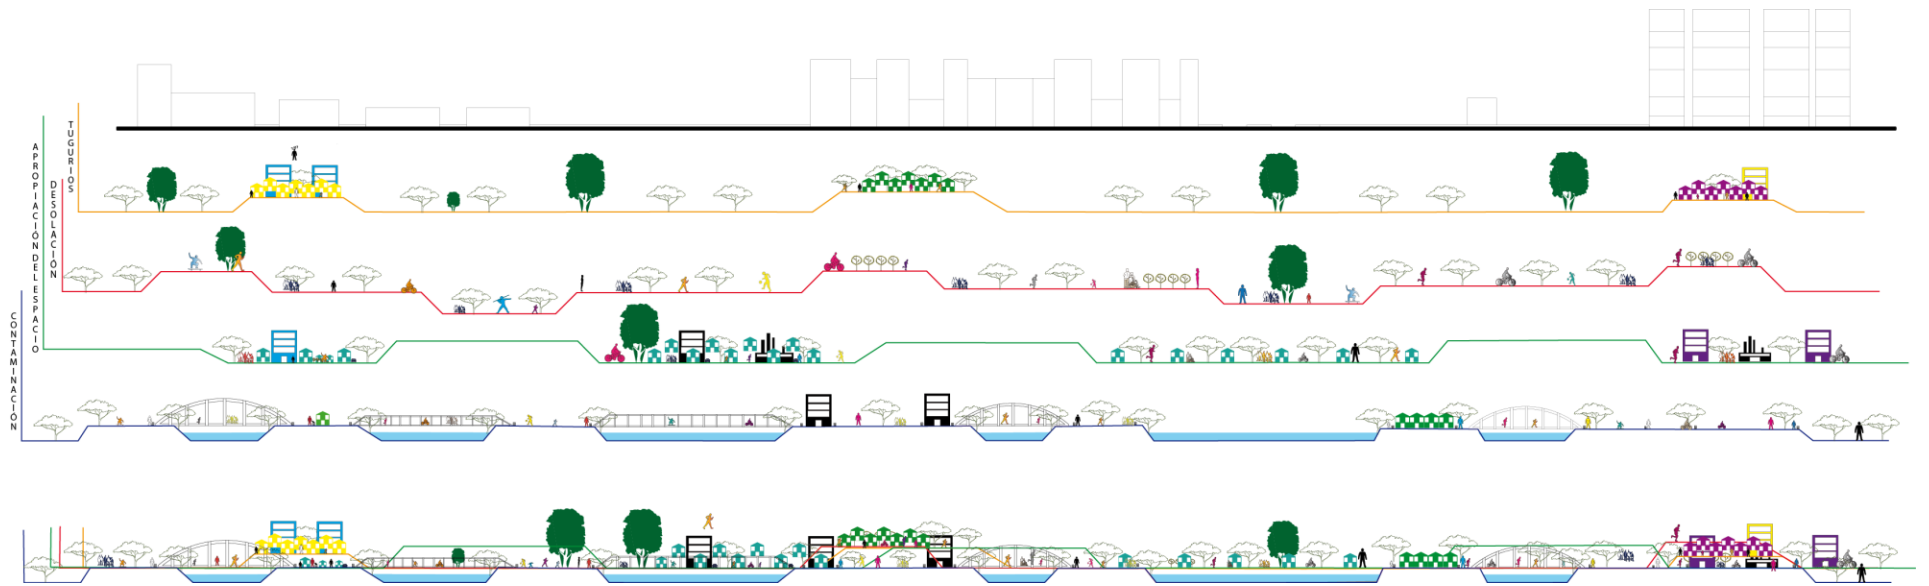 TUGURIOS
DESOLACIÓN
APROPIACIÓN DEL ESPACIO
CONTAMINACIÓN